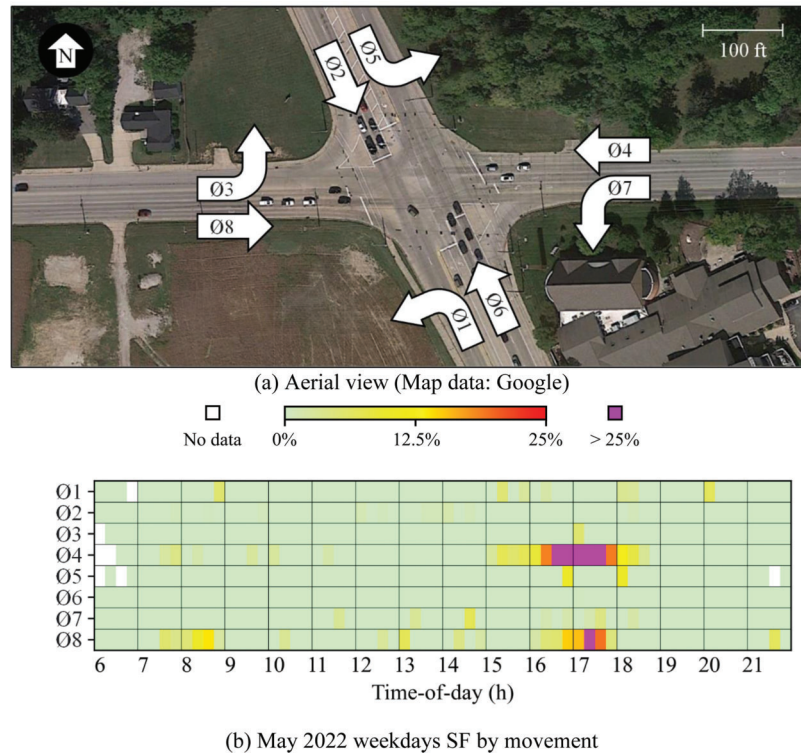 N
Ø2
Ø5
100 ft
Ø3
Ø4
Ø7
Ø8
Ø1
Ø6
(a) Aerial view (Map data: Google)
No data
0%
12.5%
25%
> 25%
Ø1
Ø2
Ø3
Ø4
Ø5
Ø6
Ø7
Ø8
6 7 8 9 10 11 12 13 14 15 16 17 18 19 20 21
Time-of-day (h)
(b) May 2022 weekdays SF by movement